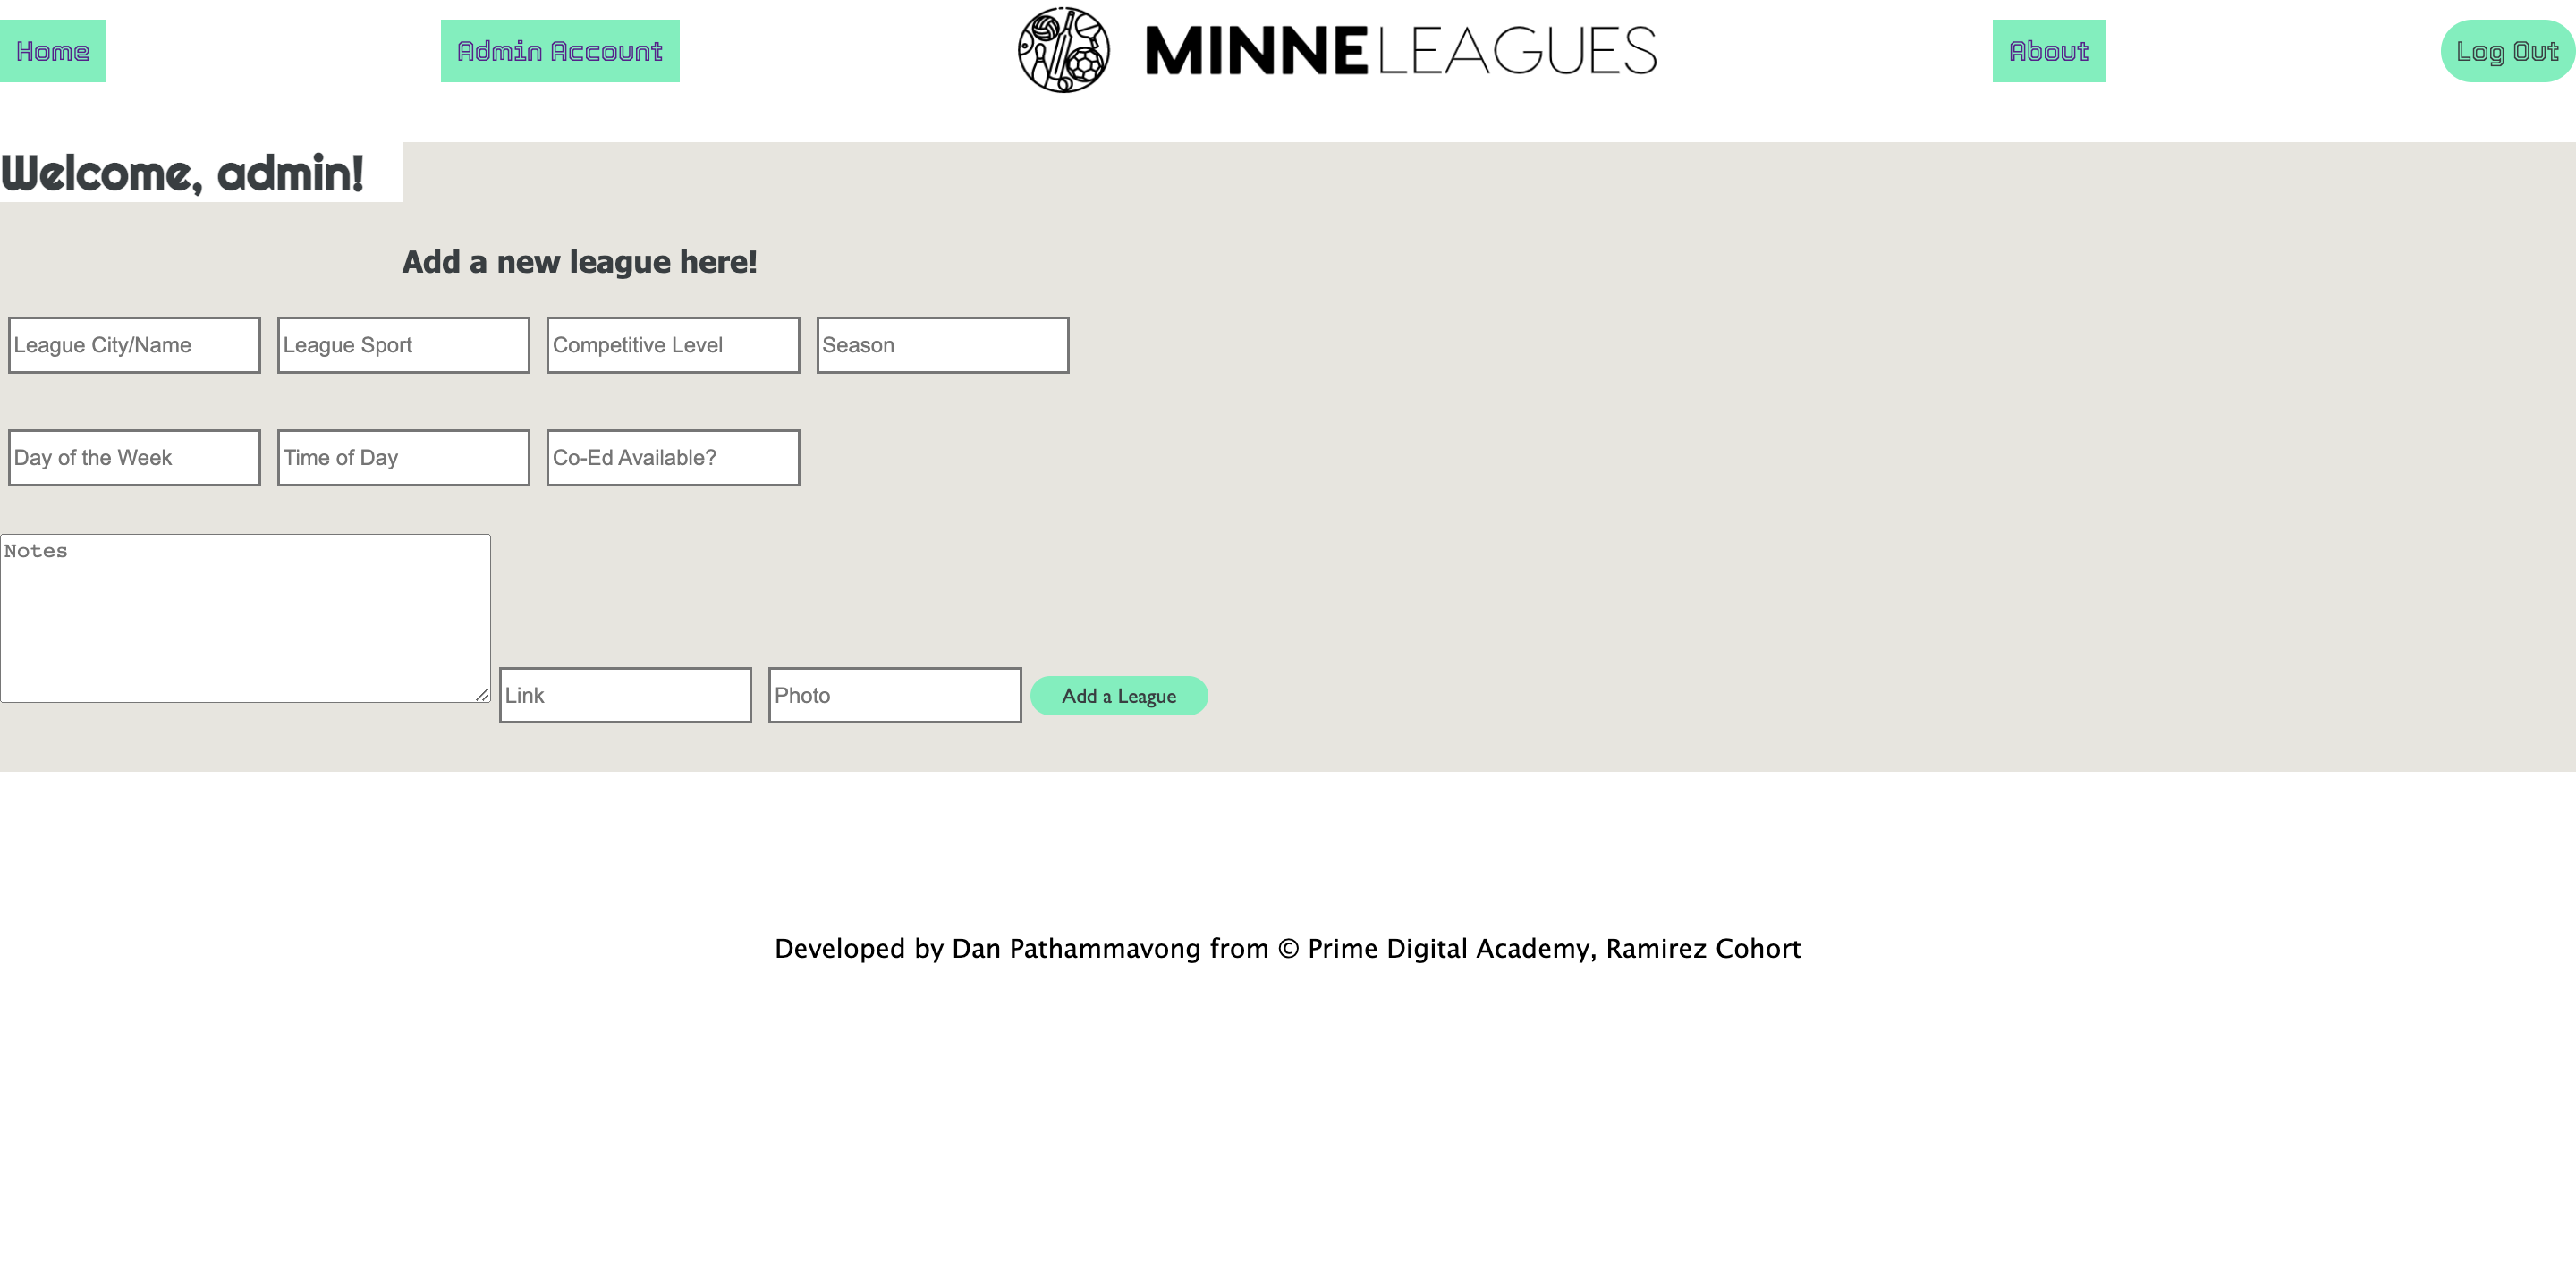 Home Admin Account MINNELEAGUES About Log Out
Welcome, admin!
Add a new league here!
League City/Name League Sport Competitive Level Season
Day of the Week Time of Day Co-Ed Available?
Notes
Link Photo Add a League
Developed by Dan Pathammavong from © Prime Digital Academy, Ramirez Cohort